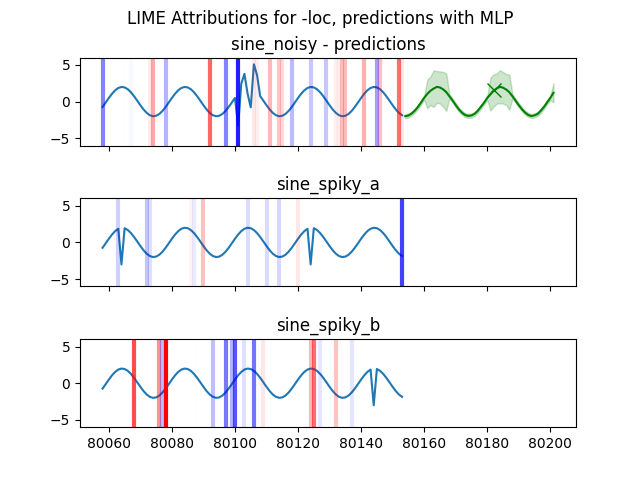 LIME Attributions for -loc, predictions with MLP
sine_noisy - predictions
5
0
−5
sine_spiky_a
5
0
−5
sine_spiky_b
5
0
−5
80060 80080 80100 80120 80140 80160 80180 80200